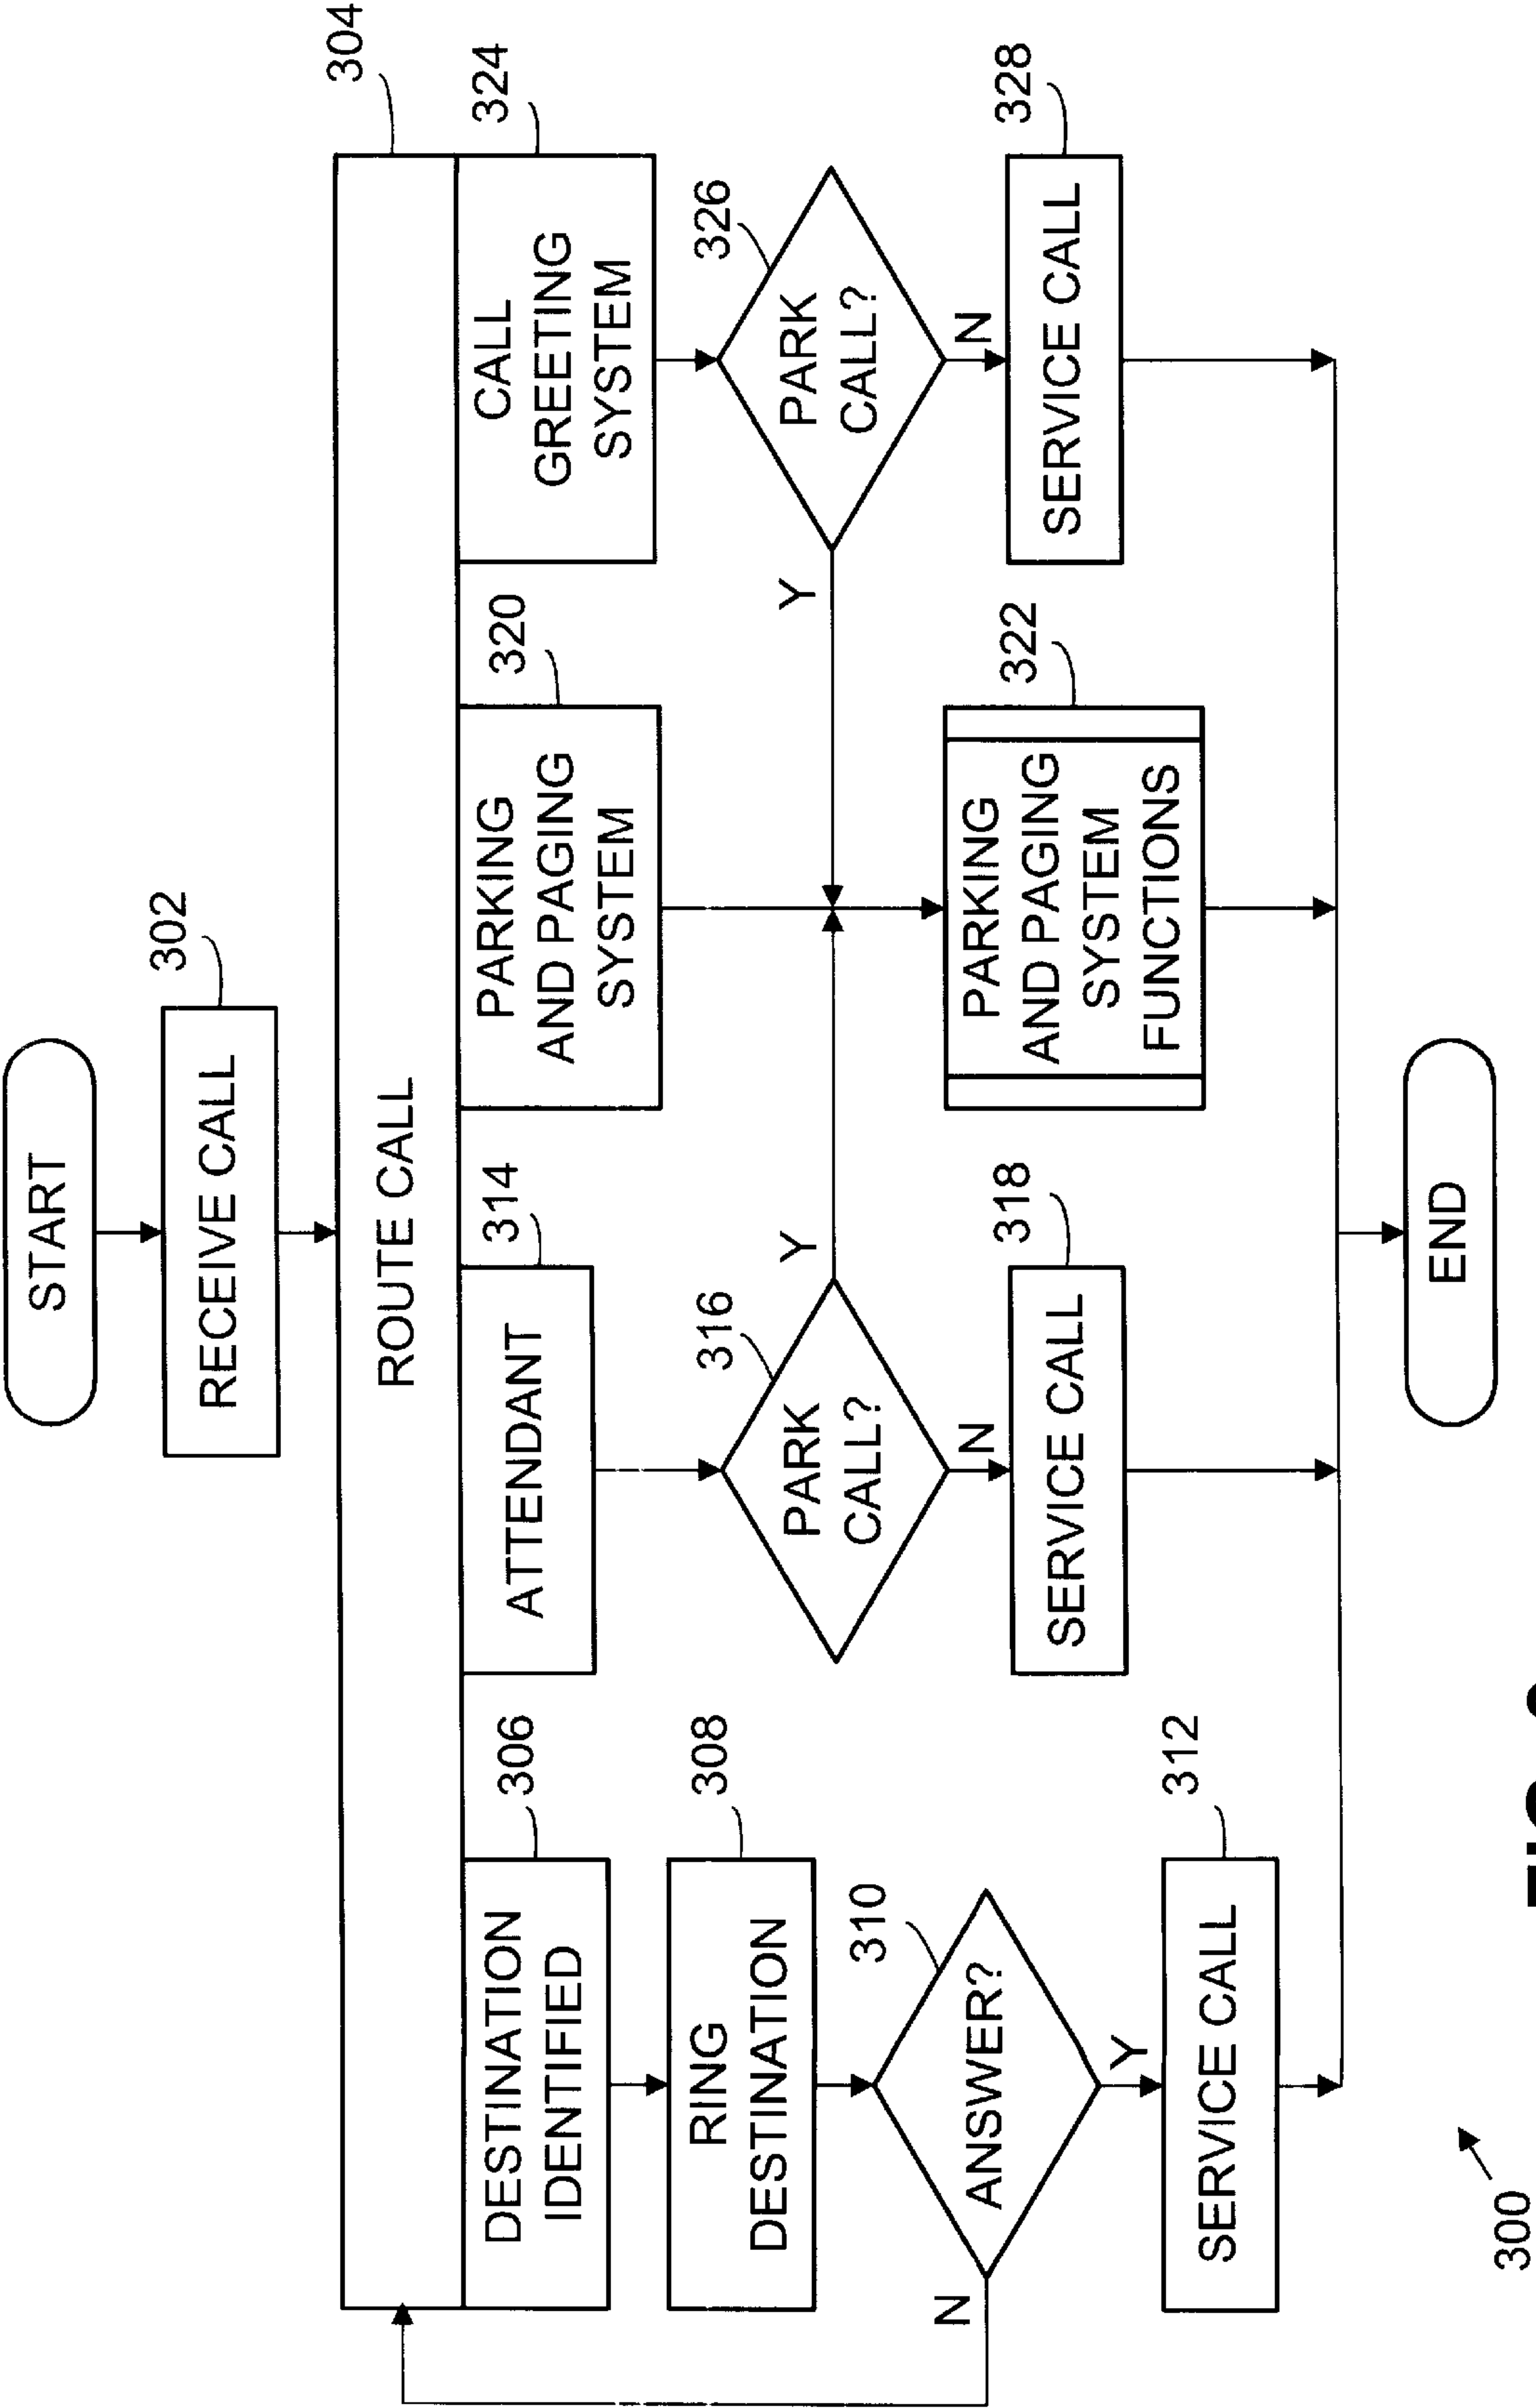 START
302
RECEIVE CALL
304
ROUTE CALL
306
DESTINATION
IDENTIFIED
314
ATTENDANT
320
PARKING
AND PAGING
SYSTEM
324
CALL
GREETING
SYSTEM
308
RING
DESTINATION
316
PARK
CALL?
Y
N
326
PARK
CALL?
Y
N
310
ANSWER?
N
Y
318
SERVICE CALL
322
PARKING
AND PAGING
SYSTEM
FUNCTIONS
328
SERVICE CALL
312
SERVICE CALL
END
300